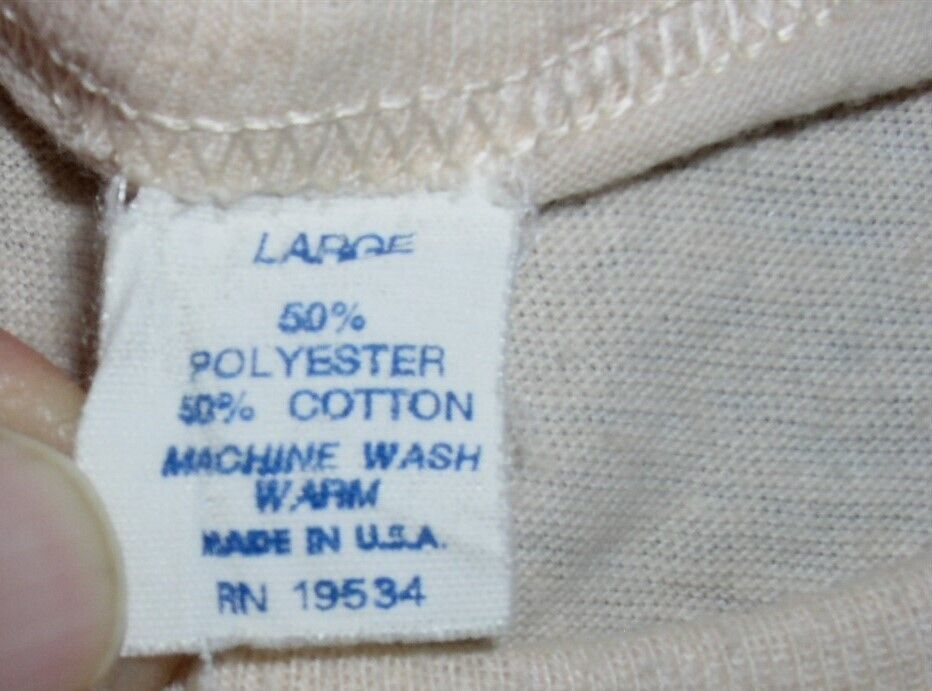 LARGE
50%
POLYESTER
50% COTTON
MACHINE WASH
WARM
MADE IN U.S.A.
RN 19534